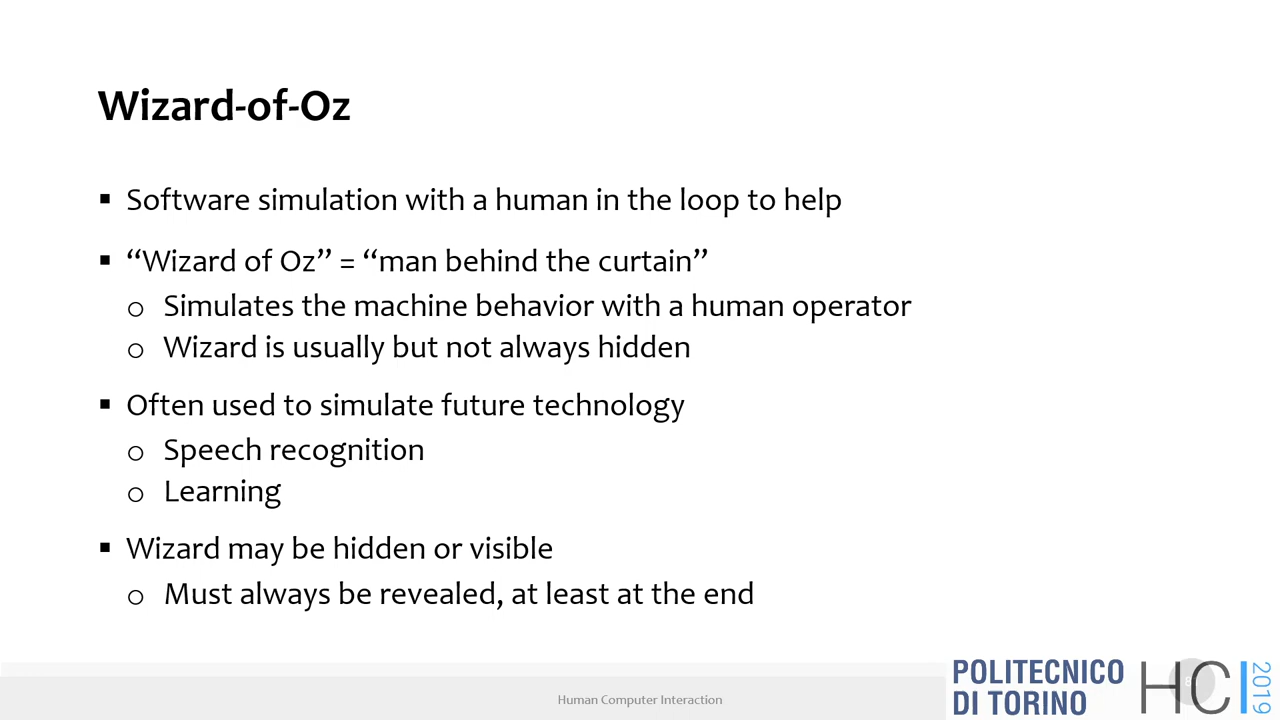 Wizard-of-Oz
▪ Software simulation with a human in the loop to help
▪ “Wizard of Oz” = “man behind the curtain”
o Simulates the machine behavior with a human operator
o Wizard is usually but not always hidden
▪ Often used to simulate future technology
o Speech recognition
o Learning
▪ Wizard may be hidden or visible
o Must always be revealed, at least at the end
Human Computer Interaction
POLITECNICO
DI TORINO
HCI
2019